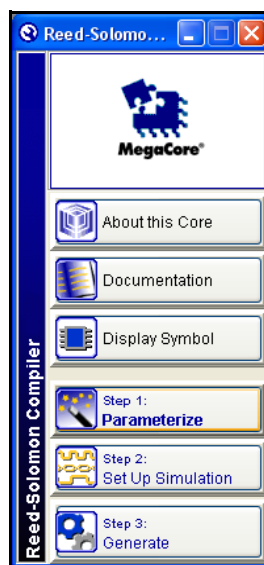 Reed-Solomo...
MegaCore®
About this Core
Documentation
Display Symbol
Step 1:
Parameterize
Step 2:
Set Up Simulation
Step 3:
Generate
Reed-Solomon Compiler